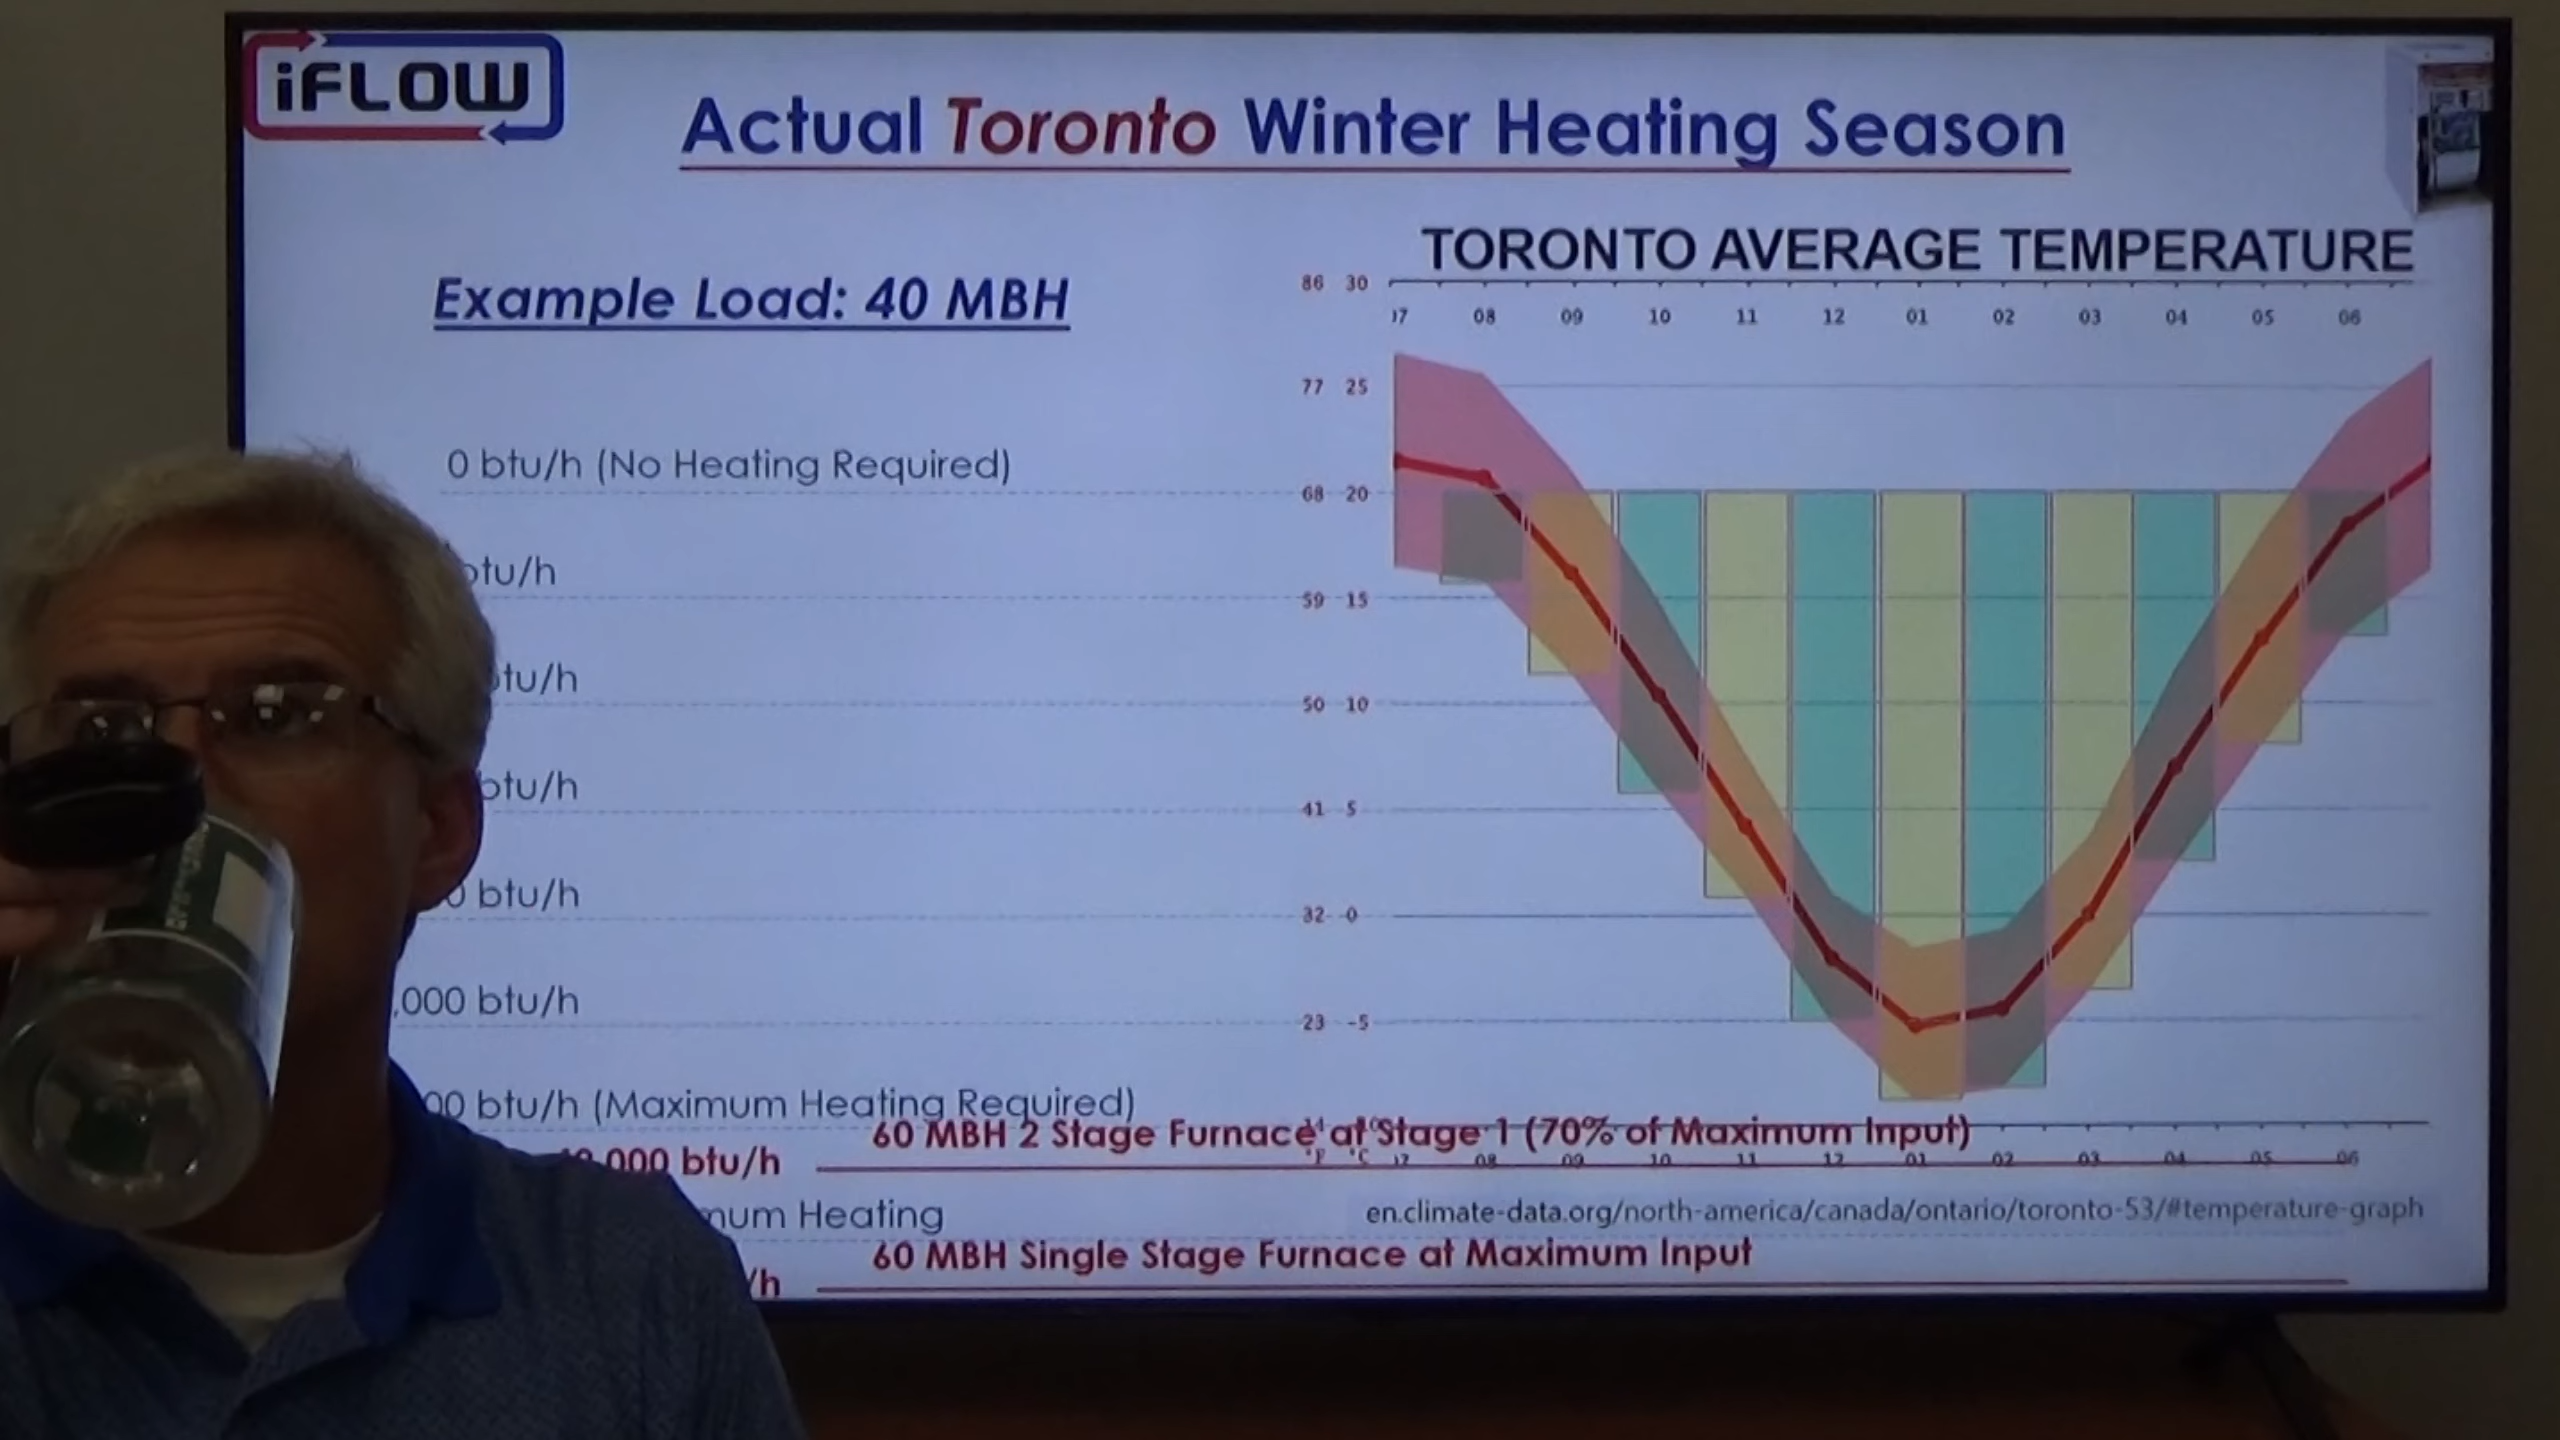 iFLOW
Actual Toronto Winter Heating Season
Example Load: 40 MBH
TORONTO AVERAGE TEMPERATURE
86 30
08 09 10 11 12 01 02 03 04 05 06
77 25
0 btu/h (No Heating Required)
68 20
btu/h
59 15
btu/h
50 10
btu/h
41 5
btu/h
32 0
,000 btu/h
23 -5
btu/h (Maximum Heating Required)
60 MBH 2 Stage Furnace at Stage 1 (70% of Maximum Input)
000 btu/h
°F °C 08 09 10 11 12 01 02 03 04 05 06
Heating
en.climate-data.org/north-america/canada/ontario/toronto-53/#temperature-graph
60 MBH Single Stage Furnace at Maximum Input
/h